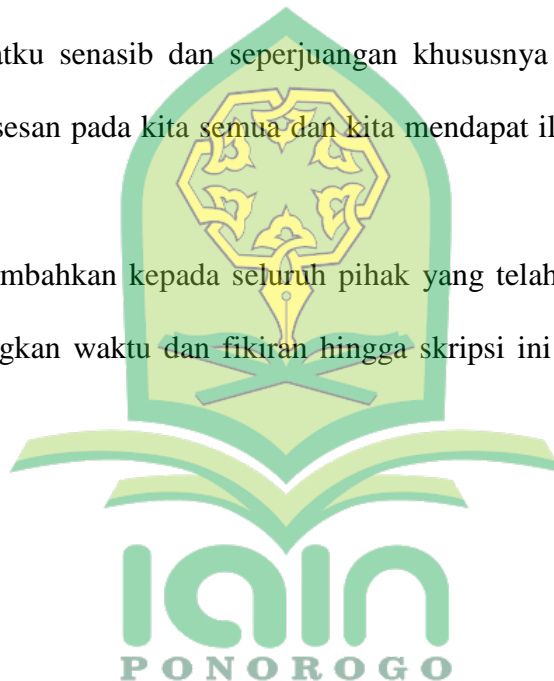 atku senasib dan seperjuangan khususnya
sesan pada kita semua dan kita mendapat il
mbahkan kepada seluruh pihak yang telah
gkan waktu dan fikiran hingga skripsi ini
iain
PONOROGO